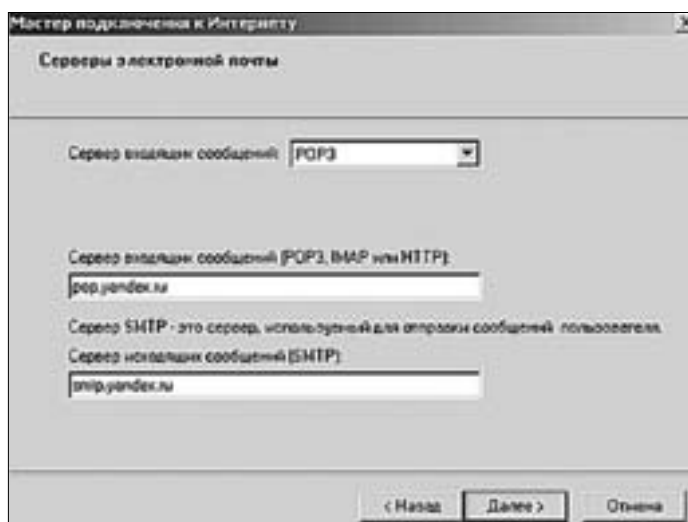 Мастер подключения к Интернету
Серверы электронной почты
Сервер входящих сообщений: POP3
Сервер входящих сообщений (POP3, IMAP или HTTP):
pop.yandex.ru
Сервер SMTP - это сервер, используемый для отправки сообщений пользователя.
Сервер исходящих сообщений (SMTP):
smtp.yandex.ru
< Назад Далее > Отмена